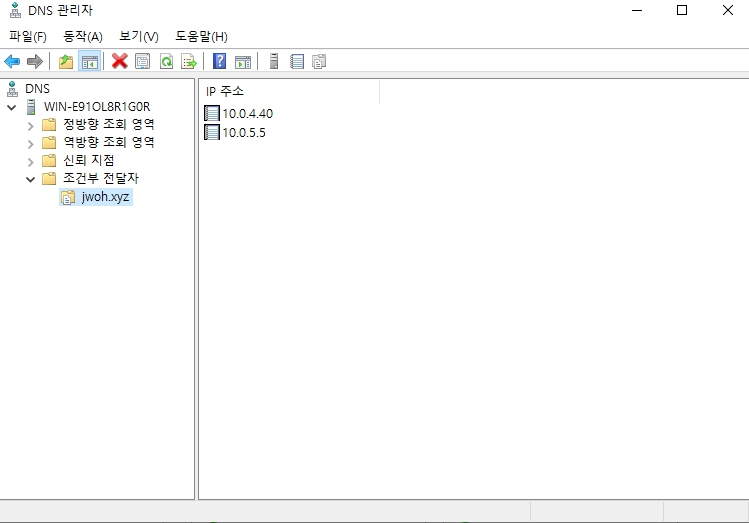 DNS 관리자
파일(F) 동작(A) 보기(V) 도움말(H)
DNS
WIN-E91OL8R1G0R
정방향 조회 영역
역방향 조회 영역
신뢰 지점
조건부 전달자
jwoh.xyz
IP 주소
10.0.4.40
10.0.5.5